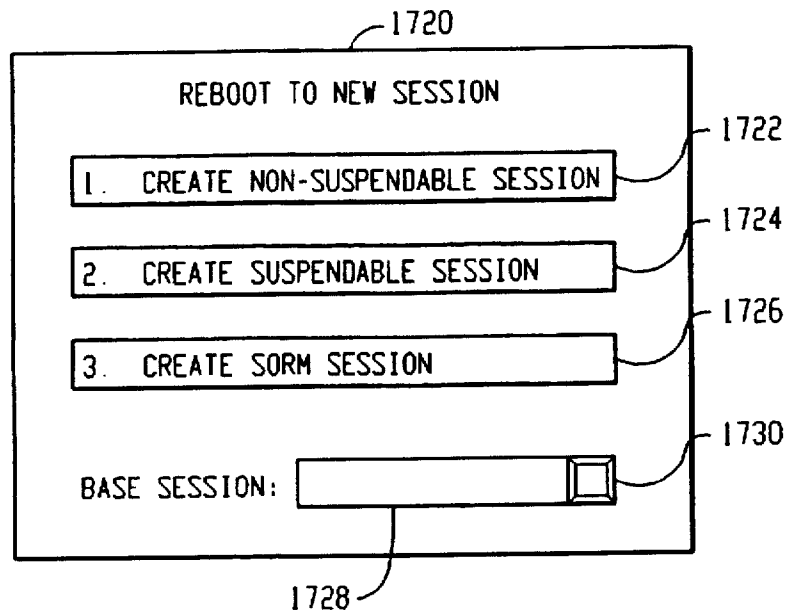 1720
REBOOT TO NEW SESSION
1722
1. CREATE NON-SUSPENDABLE SESSION
1724
2. CREATE SUSPENDABLE SESSION
1726
3. CREATE SORM SESSION
1730
BASE SESSION:
1728